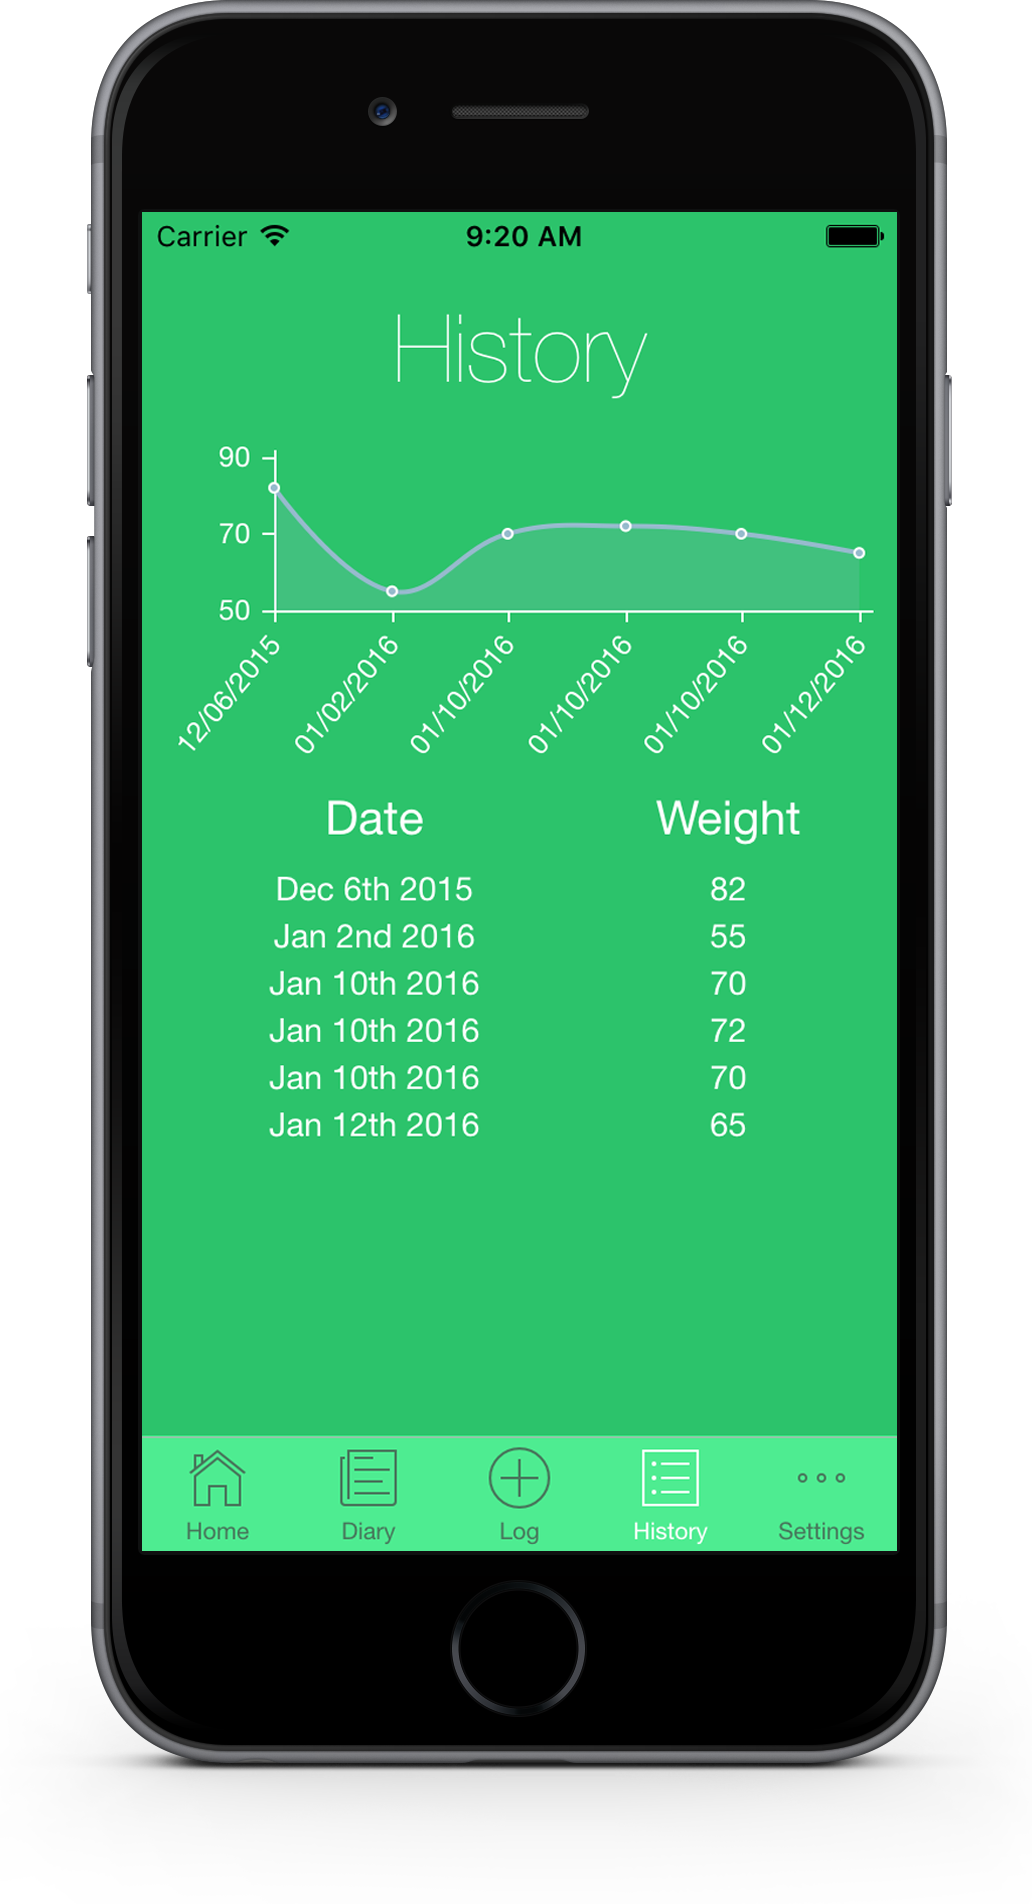 Carrier 9:20 AM
History
90
70
50
12/06/2015 01/02/2016 01/10/2016 01/10/2016 01/10/2016 01/12/2016
Date Weight
Dec 6th 2015 82
Jan 2nd 2016 55
Jan 10th 2016 70
Jan 10th 2016 72
Jan 10th 2016 70
Jan 12th 2016 65
Home Diary Log History Settings